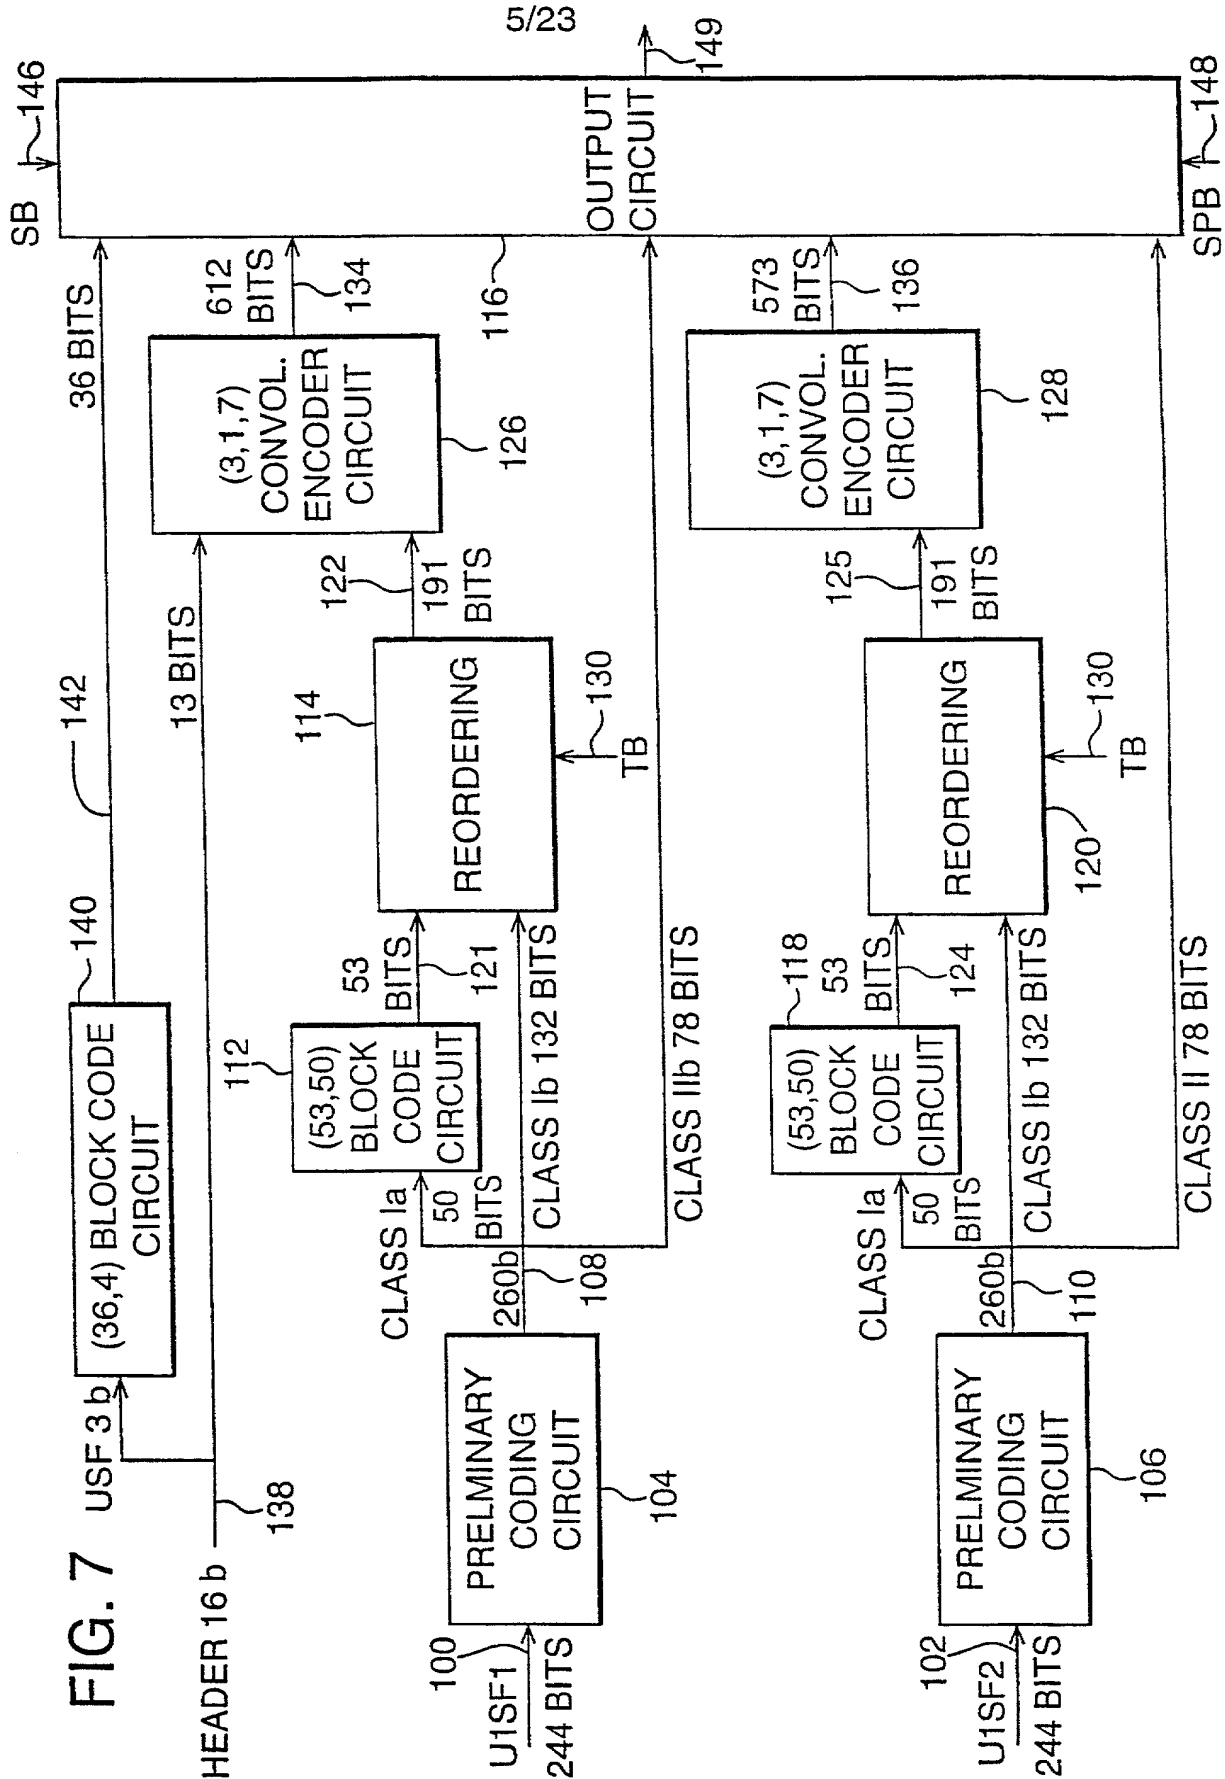 5/23
FIG. 7
USF 3 b
140
(36,4) BLOCK CODE
CIRCUIT
142
36 BITS
SB
146
HEADER 16 b
138
13 BITS
612
BITS
134
(3,1,7)
CONVOL.
ENCODER
CIRCUIT
126
116
OUTPUT
CIRCUIT
149
100
U1SF1
244 BITS
PRELMINARY
CODING
CIRCUIT
104
260b
108
CLASS Ia
50
BITS
112
(53,50)
BLOCK
CODE
CIRCUIT
53
BITS
121
CLASS Ib 132 BITS
CLASS IIb 78 BITS
114
REORDERING
130
TB
122
191
BITS
102
U1SF2
244 BITS
PRELMINARY
CODING
CIRCUIT
106
260b
110
CLASS Ia
50
BITS
118
(53,50)
BLOCK
CODE
CIRCUIT
53
BITS
124
CLASS Ib 132 BITS
CLASS II 78 BITS
REORDERING
120
130
TB
125
191
BITS
(3,1,7)
CONVOL.
ENCODER
CIRCUIT
128
573
BITS
136
SPB
148